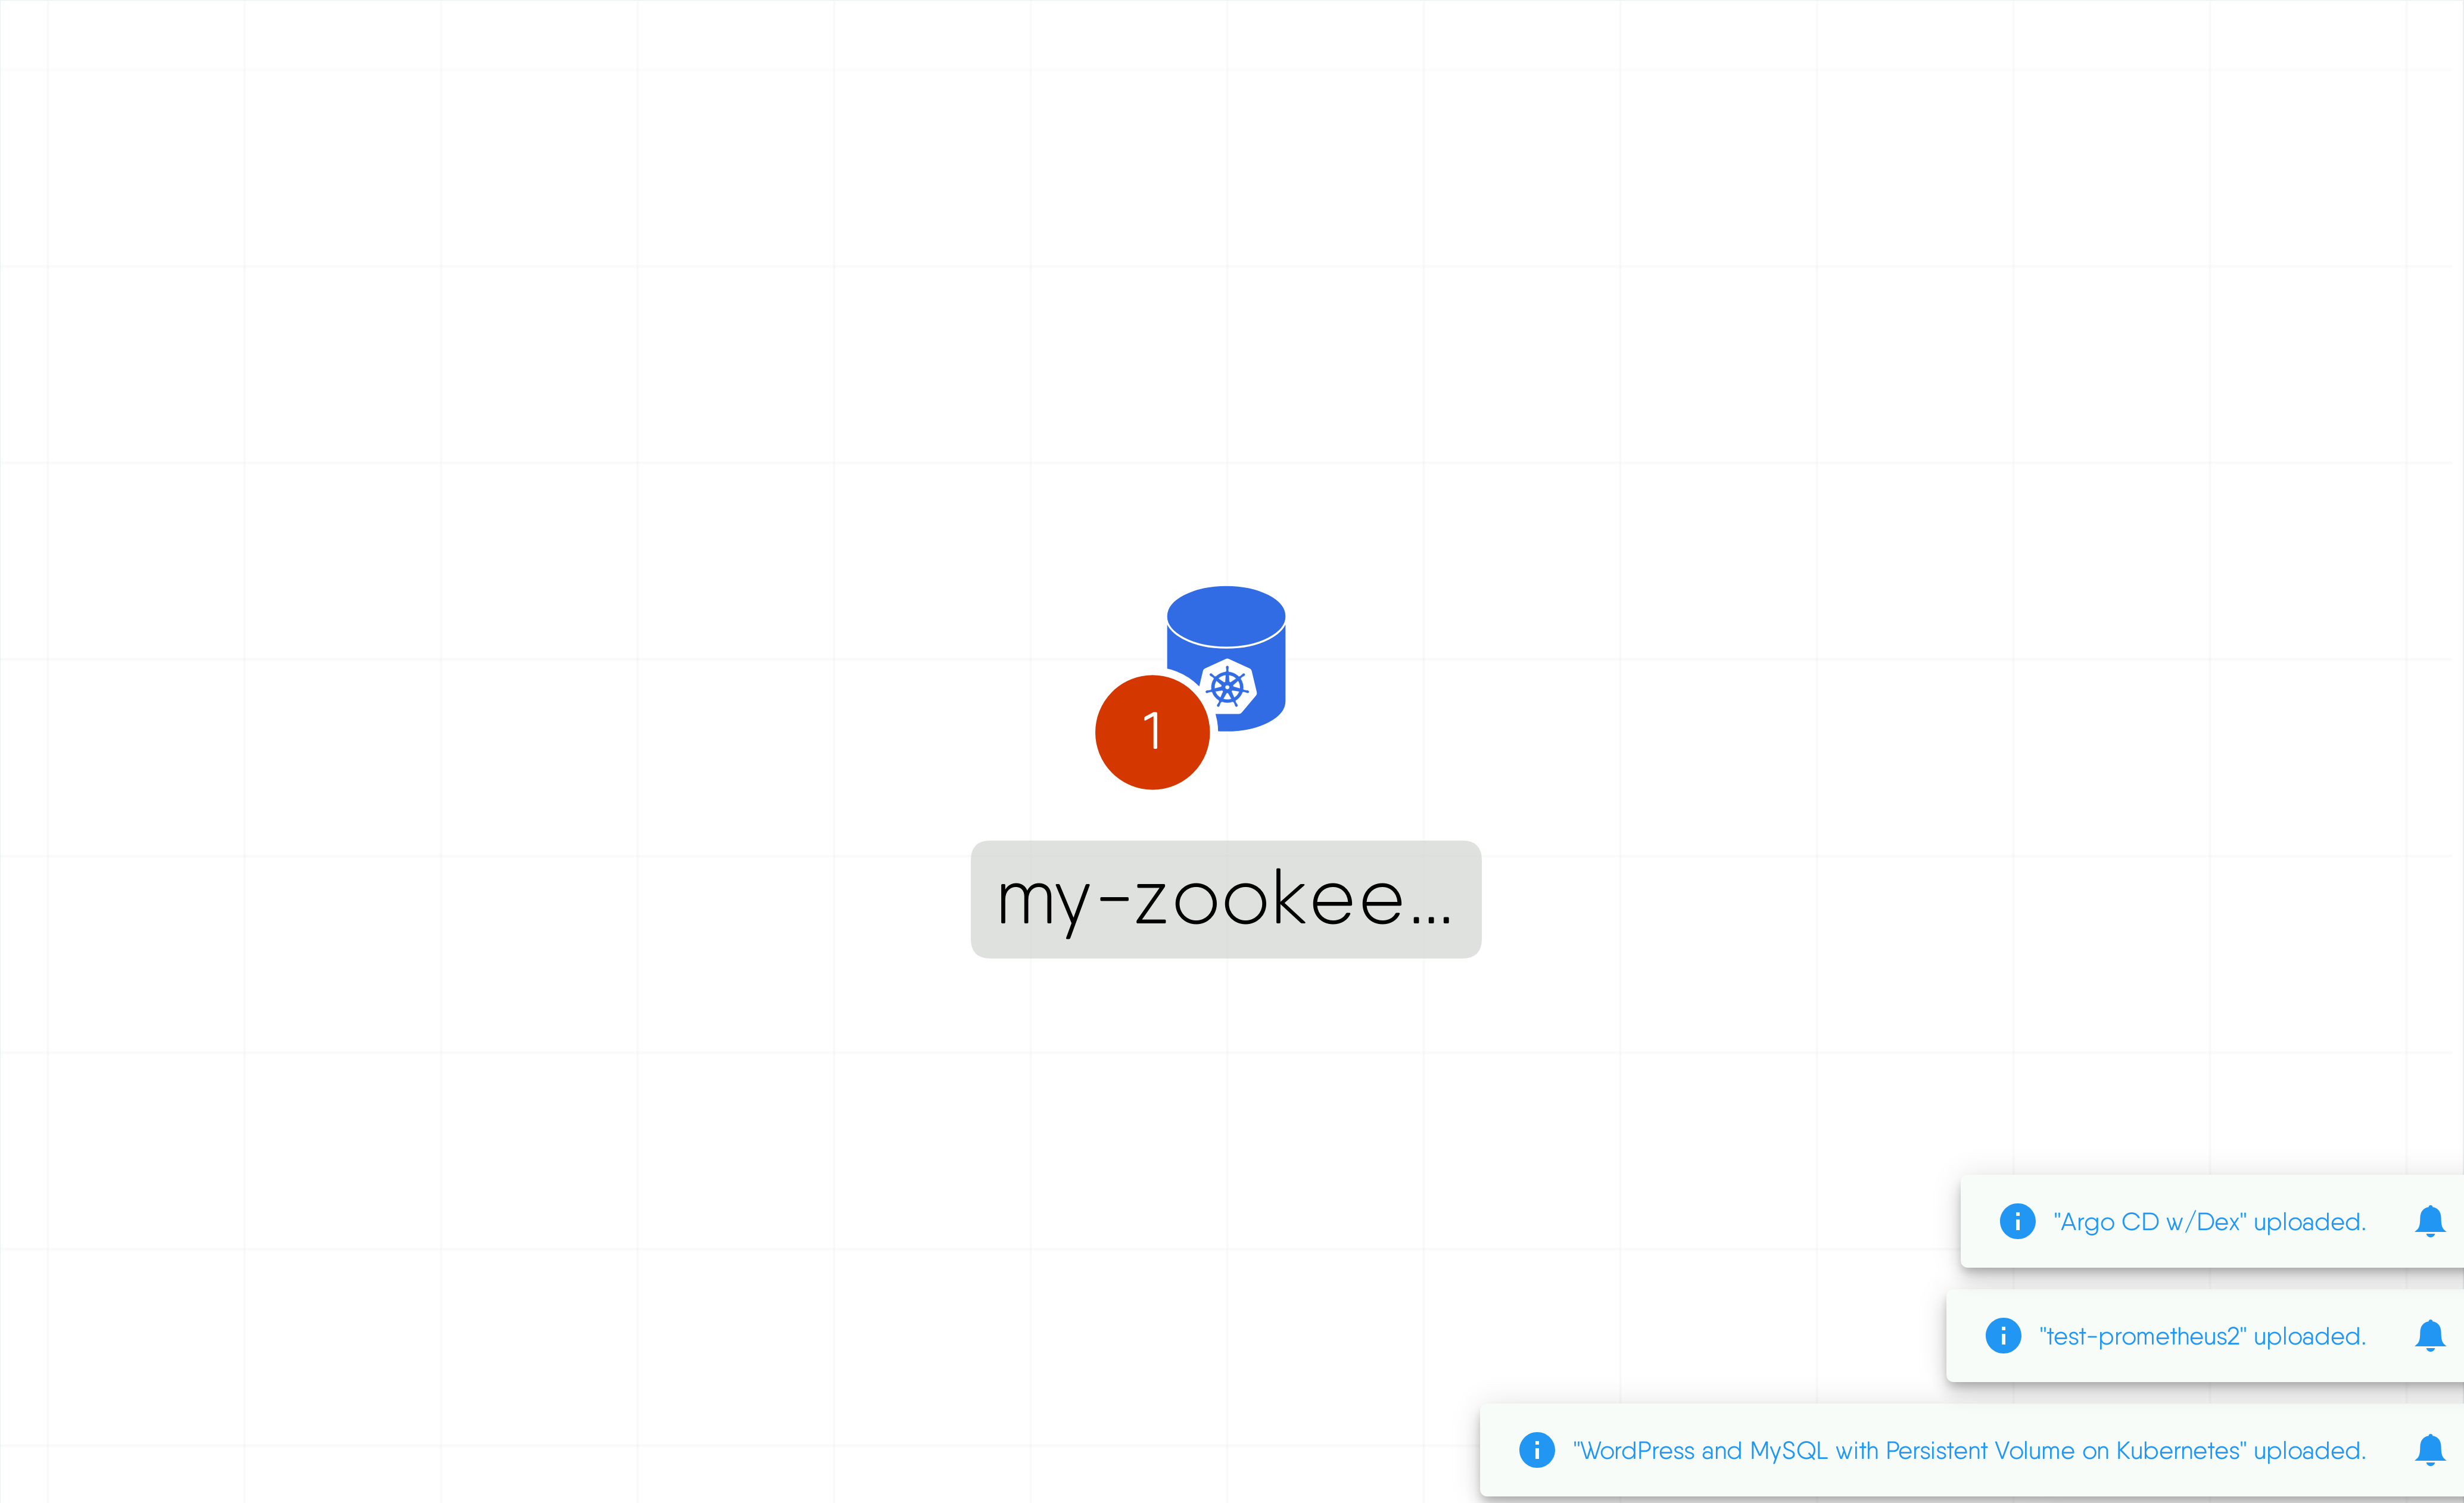 1
my-zookee...
"Argo CD w/Dex" uploaded.
"test-prometheus2" uploaded.
"WordPress and MySQL with Persistent Volume on Kubernetes" uploaded.